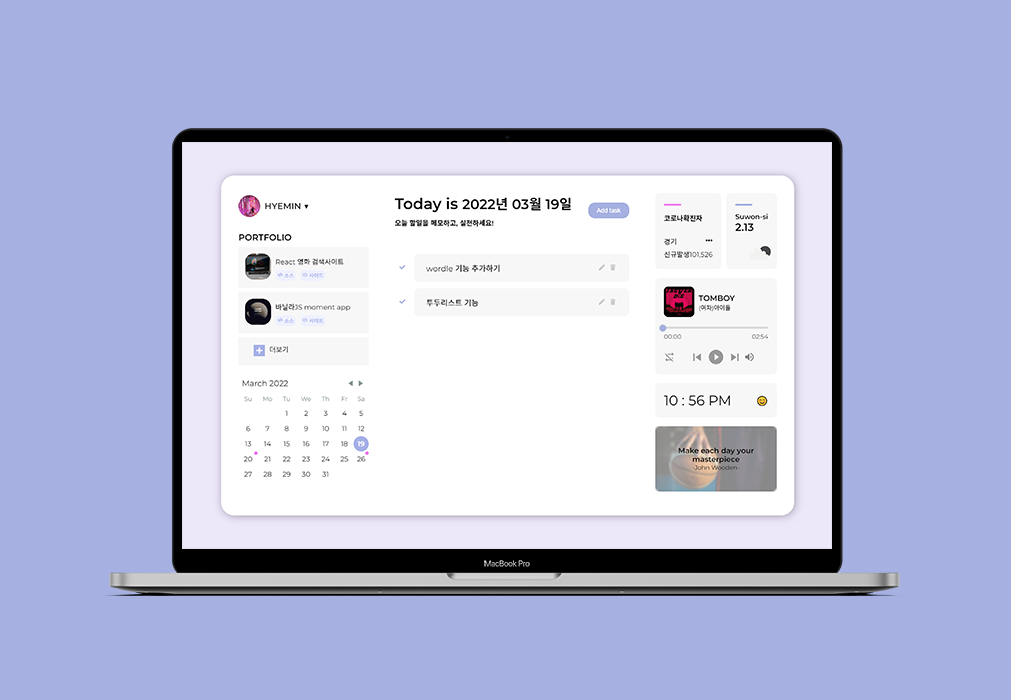 HYEMIN ▾
PORTFOLIO
React 영화 검색사이트
소스 사이트
바닐라JS moment app
소스 사이트
더보기
March 2022
Su Mo Tu We Th Fr Sa
1 2 3 4 5
6 7 8 9 10 11 12
13 14 15 16 17 18 19
20 21 22 23 24 25 26
27 28 29 30 31
Today is 2022년 03월 19일
오늘 할일을 메모하고, 실천하세요!
Add task
wordle 기능 추가하기
투두리스트 기능
코로나확진자
경기 •••
신규발생101,526
Suwon-si
2.13
TOMBOY
(여자)아이들
00:00 02:54
10 : 56 PM
Make each day your
masterpiece
-John Wooden-
MacBook Pro